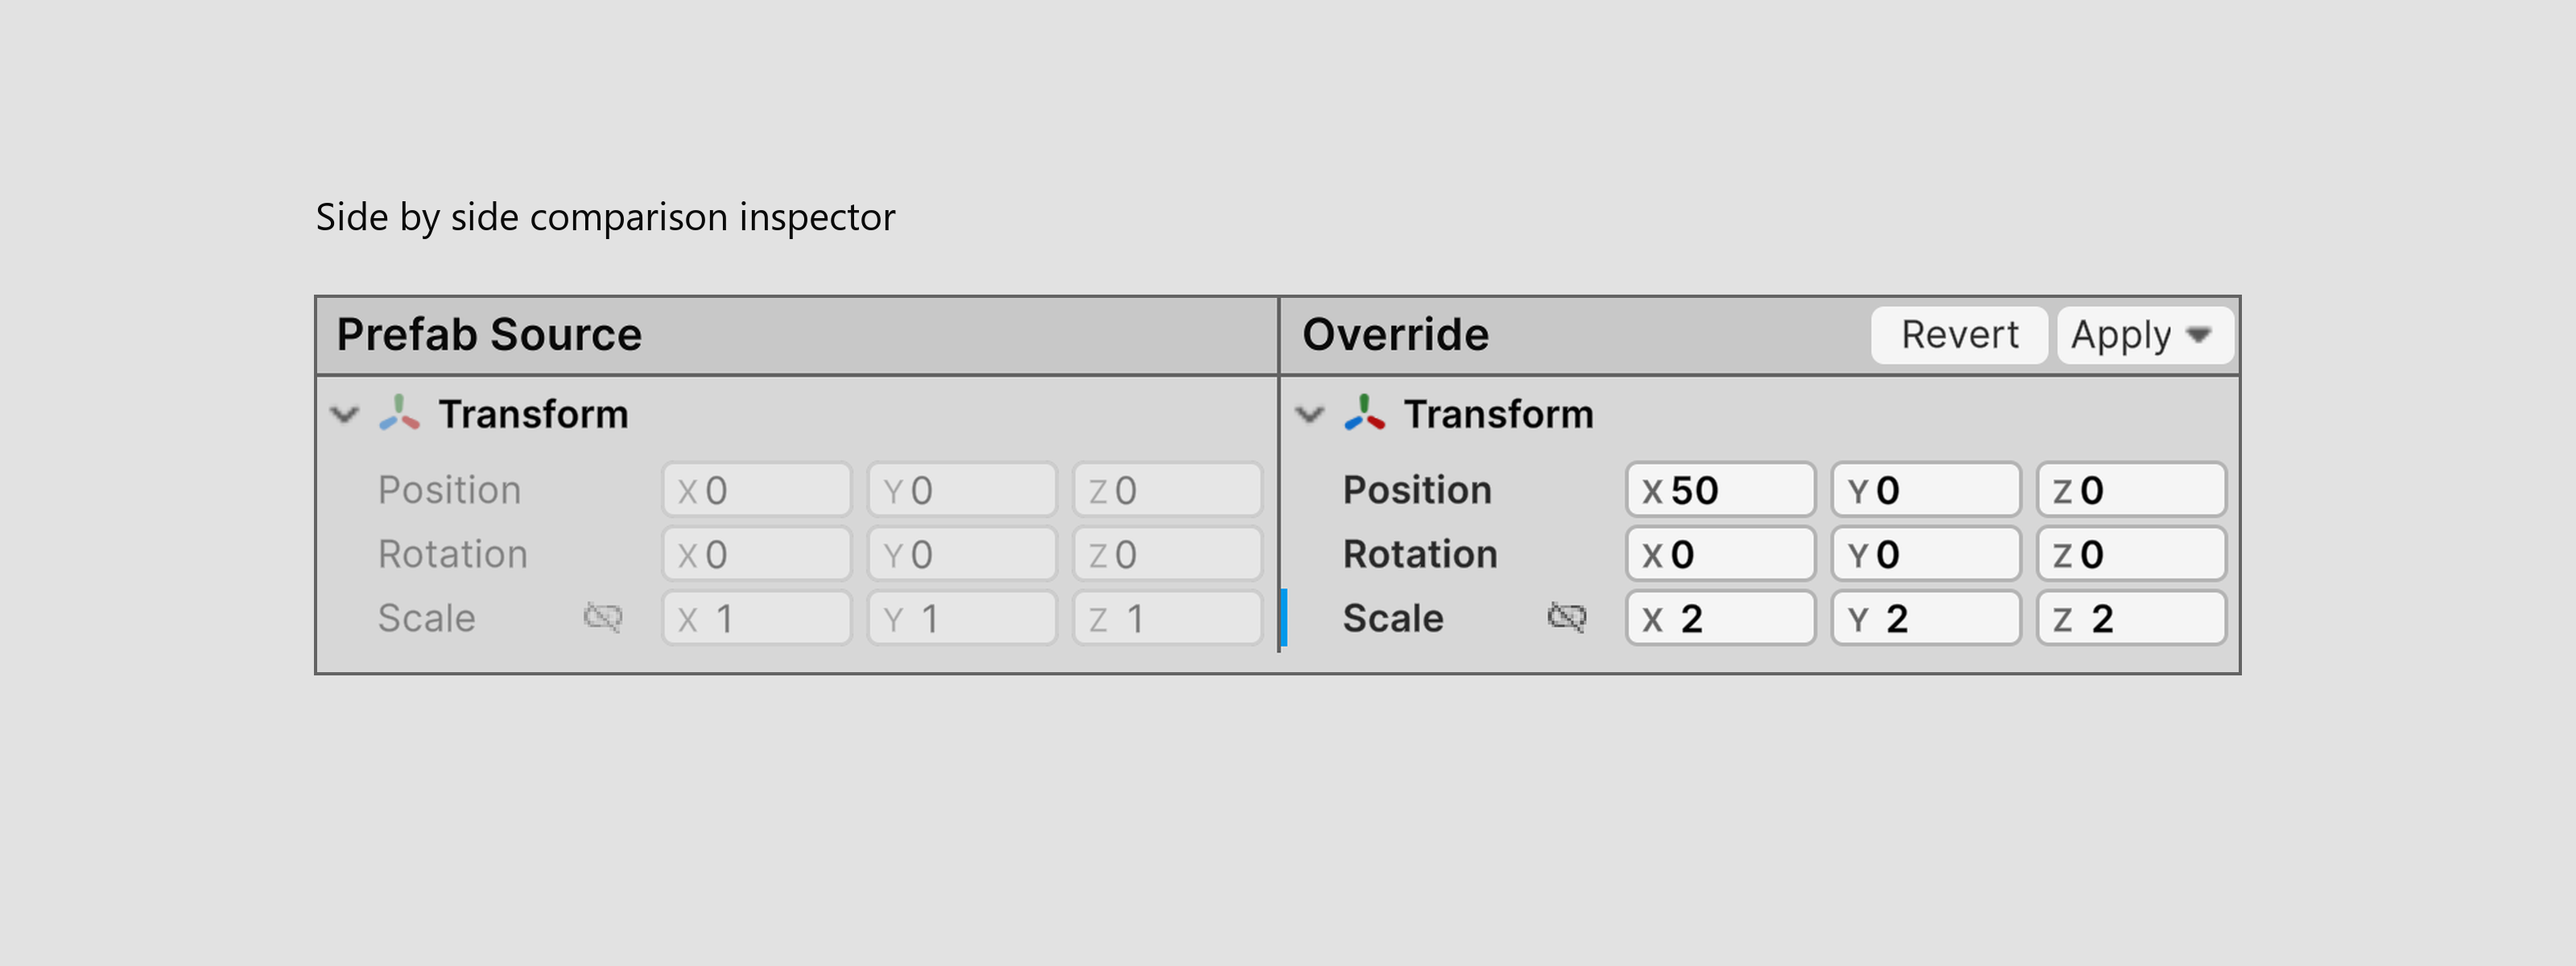 Side by side comparison inspector
Prefab Source
Override
Revert
Apply
Transform
Position X 0 Y 0 Z 0
Rotation X 0 Y 0 Z 0
Scale X 1 Y 1 Z 1
Transform
Position X 50 Y 0 Z 0
Rotation X 0 Y 0 Z 0
Scale X 2 Y 2 Z 2